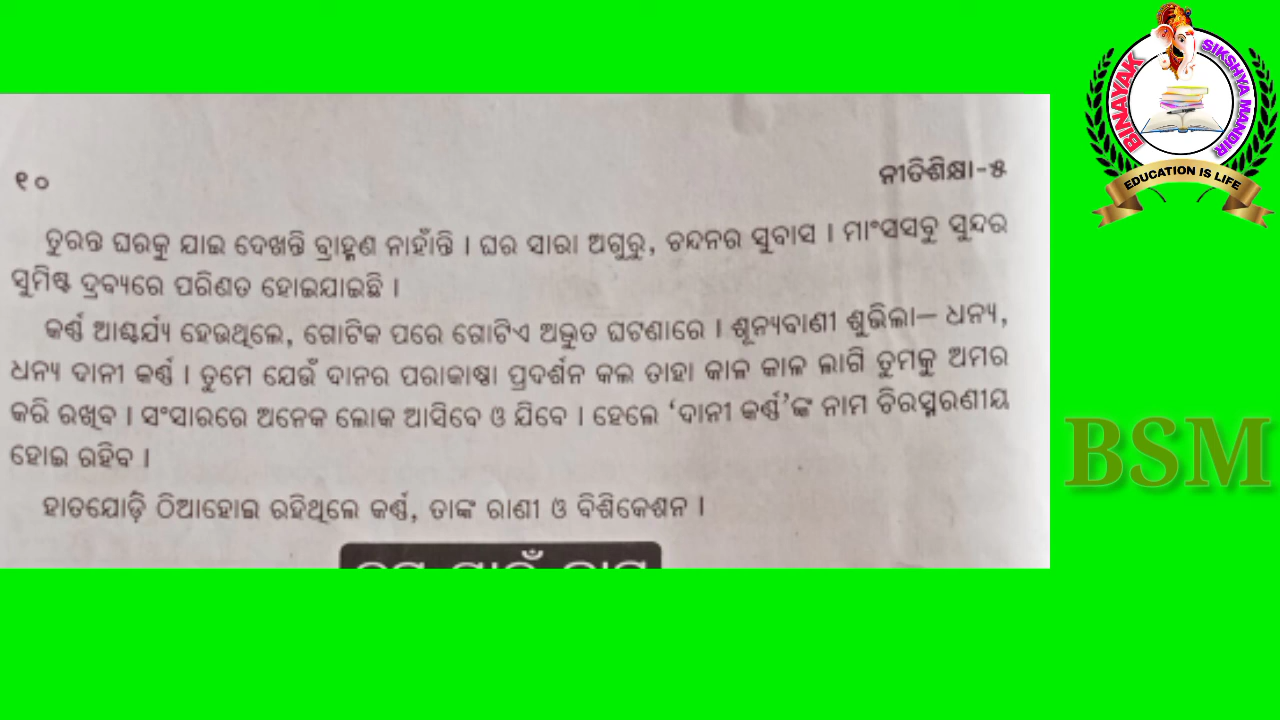 BINAYAK SIKSHYA MANDIR
EDUCATION IS LIFE
୧୦ ନୀତିଶିକ୍ଷା-୫
ତୁରନ୍ତ ଘରକୁ ଯାଇ ଦେଖନ୍ତି ବ୍ରାହ୍ମଣ ନାହାଁନ୍ତି । ଘର ସାରା ଅଗୁରୁ, ଚନ୍ଦନର ସୁବାସ । ମାଂସସବୁ ସୁନ୍ଦର
ସୁମିଷ୍ଟ ଦ୍ରବ୍ୟରେ ପରିଣତ ହୋଇଯାଇଛି ।
କର୍ଣ୍ଣ ଆଶ୍ଚର୍ଯ୍ୟ ହେଉଥିଲେ, ଗୋଟିକ ପରେ ଗୋଟିଏ ଅଦ୍ଭୁତ ଘଟଣାରେ । ଶୂନ୍ୟବାଣୀ ଶୁଭିଲା— ଧନ୍ୟ,
ଧନ୍ୟ ଦାନୀ କର୍ଣ୍ଣ । ତୁମେ ଯେଉଁ ଦାନର ପରାକାଷ୍ଠା ପ୍ରଦର୍ଶନ କଲ ତାହା କାଳ କାଳ ଲାଗି ତୁମକୁ ଅମର
କରି ରଖିବ । ସଂସାରରେ ଅନେକ ଲୋକ ଆସିବେ ଓ ଯିବେ । ହେଲେ ‘ଦାନୀ କର୍ଣ୍ଣ’ଙ୍କ ନାମ ଚିରସ୍ମରଣୀୟ
ହୋଇ ରହିବ ।
ହାତଯୋଡ଼ି ଠିଆହୋଇ ରହିଥିଲେ କର୍ଣ୍ଣ, ତାଙ୍କ ରାଣୀ ଓ ବିଶିକେଶନ ।
BSM